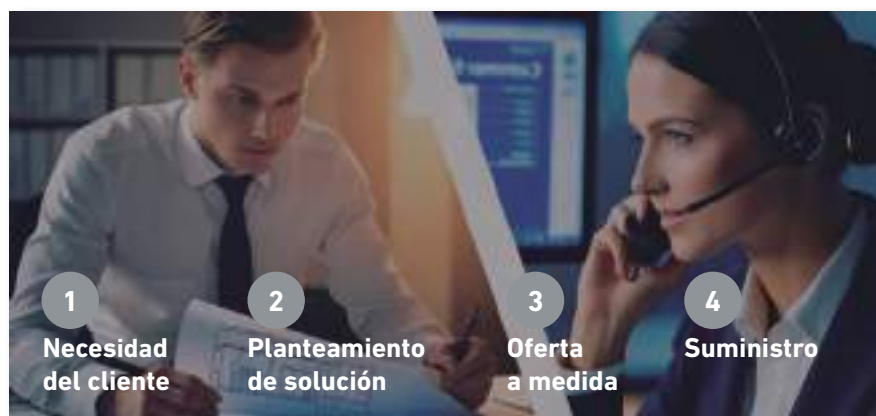 1
Necesidad
del cliente
2
Planteamiento
de solución
3
Oferta
a medida
4
Suministro